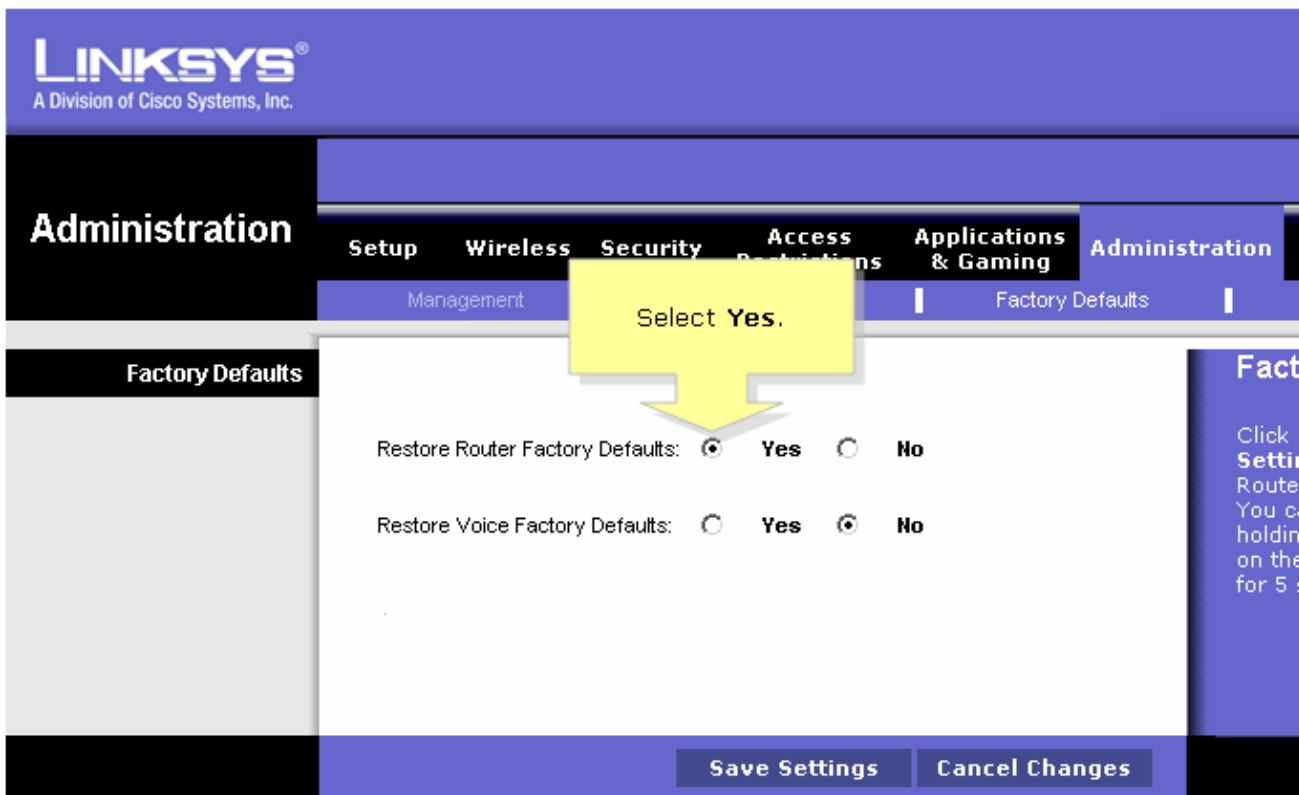 LINKSYS®
A Division of Cisco Systems, Inc.
Administration
Setup Wireless Security Access Restrictions Applications & Gaming Administration
Management Factory Defaults
Select Yes.
Factory Defaults
Restore Router Factory Defaults: Yes No
Restore Voice Factory Defaults: Yes No
Fact
Click
Settin
Route
You ca
holdin
on the
for 5
Save Settings Cancel Changes